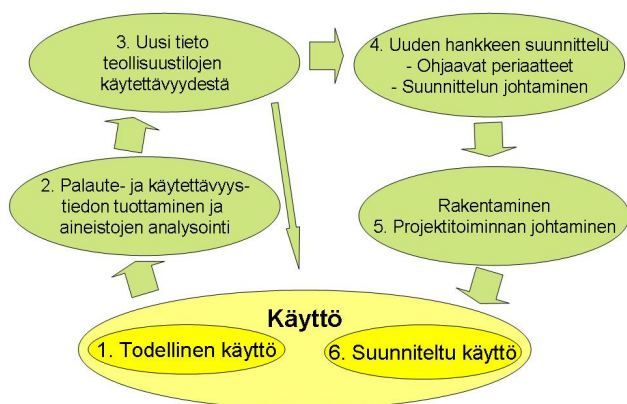 3. Uusi tieto
teollisuustilojen
käytettävyydestä
4. Uuden hankkeen suunnittelu
- Ohjaavat periaatteet
- Suunnittelun johtaminen
2. Palaute- ja käytettävyys-
tiedon tuottaminen ja
aineistojen analysointi
Rakentaminen
5. Projektitoiminnan johtaminen
Käyttö
1. Todellinen käyttö
6. Suunniteltu käyttö